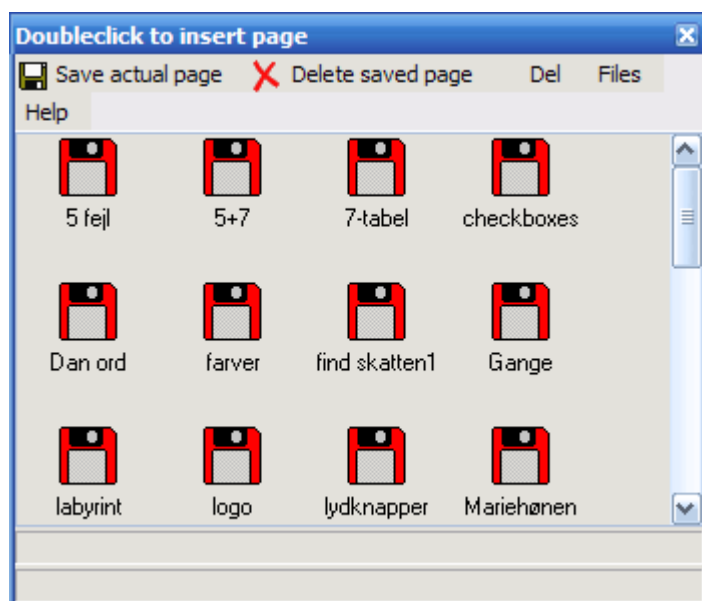 Doubleclick to insert page
Save actual page Delete saved page Del Files
Help
5 fejl 5+7 7-tabel checkboxes
Dan ord farver find skatten1 Gange
labyrint logo lydknapper Mariehønen